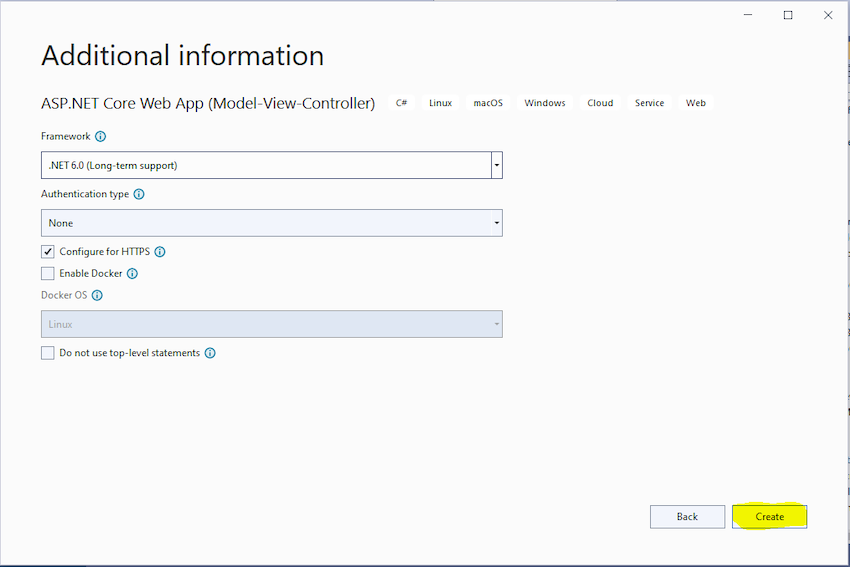 Additional information
ASP.NET Core Web App (Model-View-Controller) C# Linux macOS Windows Cloud Service Web
Framework
.NET 6.0 (Long-term support)
Authentication type
None
Configure for HTTPS
Enable Docker
Docker OS
Linux
Do not use top-level statements
Back Create